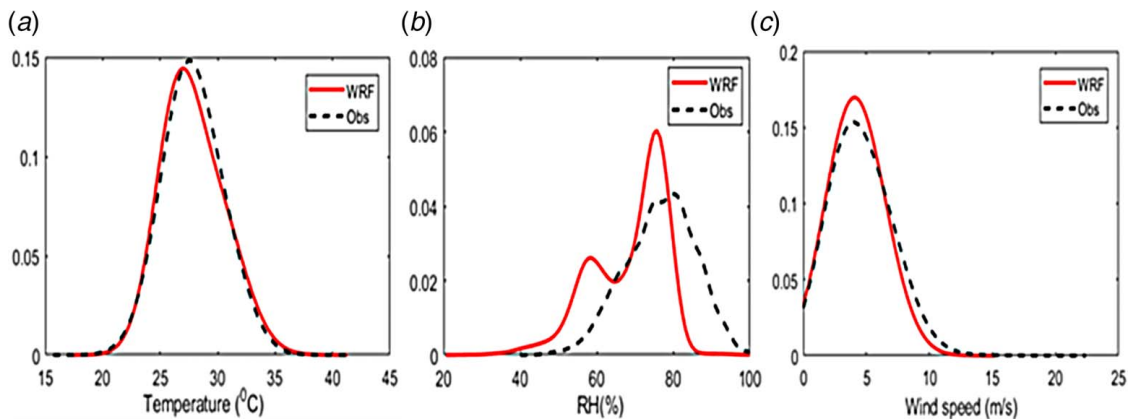 (a)
0.15
0.1
0.05
0
15 20 25 30 35 40 45
Temperature (⁰C)
WRF
Obs
(b)
0.08
0.06
0.04
0.02
0
20 40 60 80 100
RH(%)
WRF
Obs
(c)
0.2
0.15
0.1
0.05
0
0 5 10 15 20 25
Wind speed (m/s)
WRF
Obs